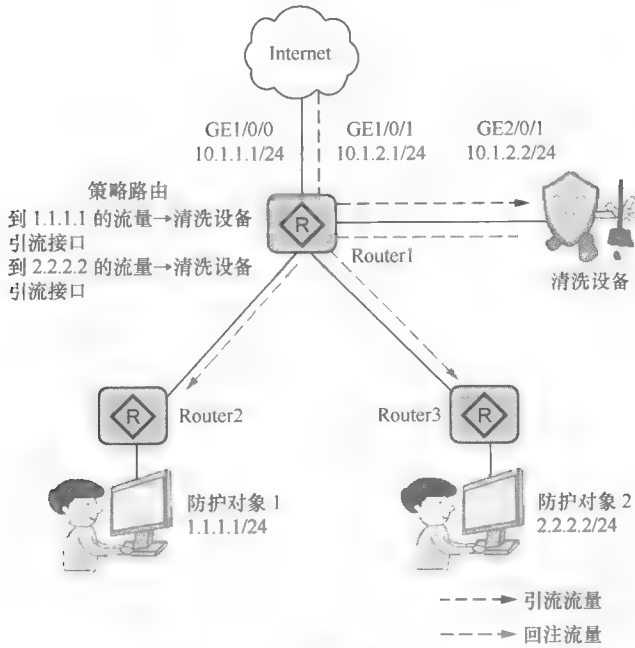 Internet
GE1/0/0
10.1.1.1/24
GE1/0/1
10.1.2.1/24
GE2/0/1
10.1.2.2/24
策略路由
到 1.1.1.1 的流量→清洗设备
引流接口
到 2.2.2.2 的流量→清洗设备
引流接口
R
Router1
清洗设备
R
Router2
Router3
R
防护对象 1
1.1.1.1/24
防护对象 2
2.2.2.2/24
引流流量
回注流量